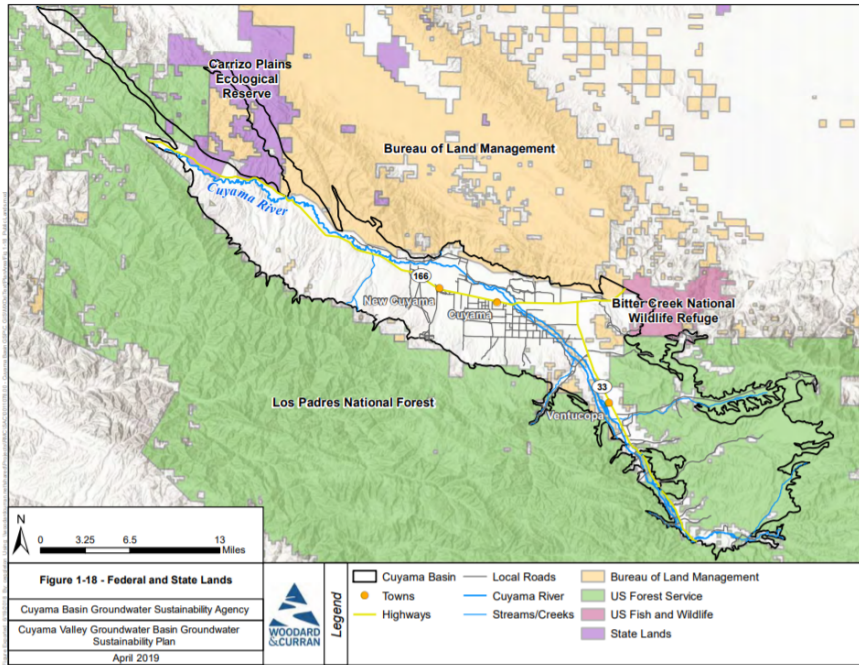 Carrizo Plains
Ecological
Reserve
Bureau of Land Management
Cuyama River
166
New Cuyama
Cuyama
Bitter Creek National
Wildlife Refuge
33
Ventucopa
Los Padres National Forest
N
0 3.25 6.5 13
Miles
Figure 1-18 - Federal and State Lands
Cuyama Basin Groundwater Sustainability Agency
Cuyama Valley Groundwater Basin Groundwater
Sustainability Plan
April 2019
WOODARD
&CURRAN
Legend
Cuyama Basin
Towns
Highways
Local Roads
Cuyama River
Streams/Creeks
Bureau of Land Management
US Forest Service
US Fish and Wildlife
State Lands